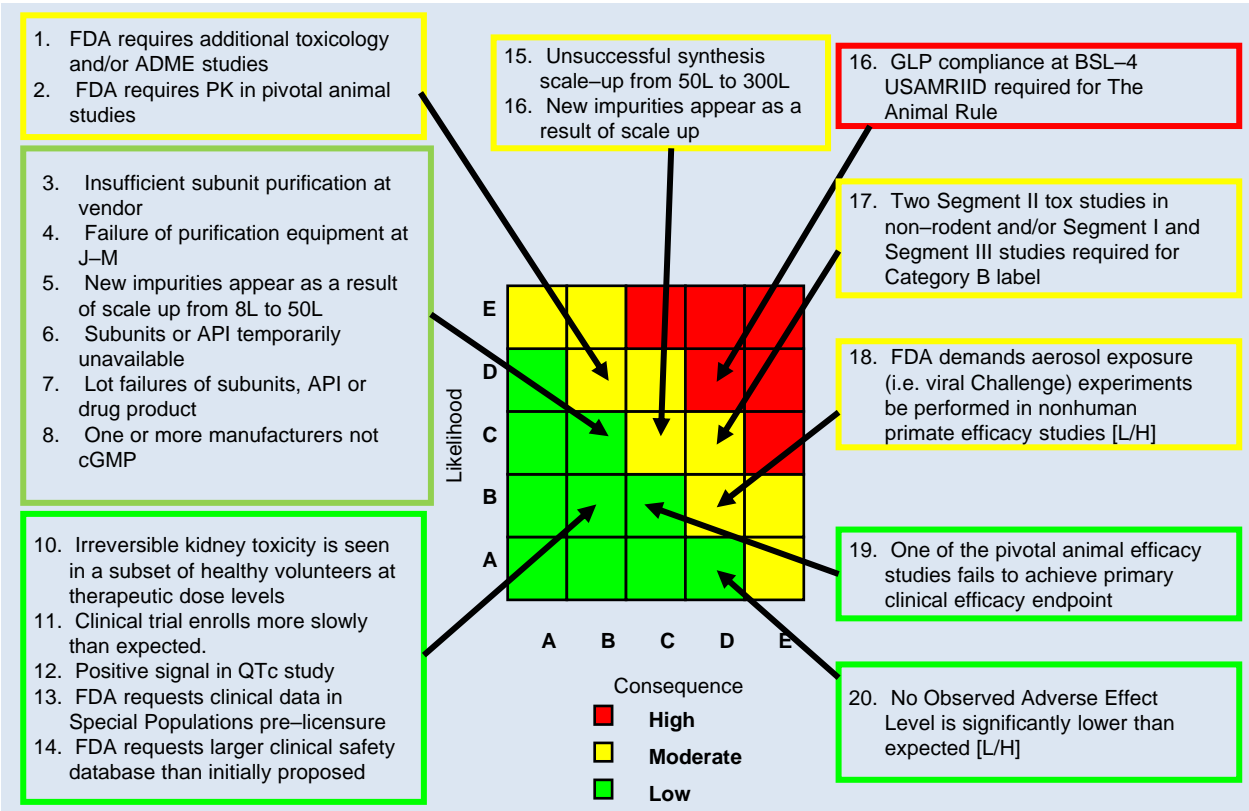 1. FDA requires additional toxicology
and/or ADME studies
2. FDA requires PK in pivotal animal
studies
3. Insufficient subunit purification at
vendor
4. Failure of purification equipment at
J–M
5. New impurities appear as a result
of scale up from 8L to 50L
6. Subunits or API temporarily
unavailable
7. Lot failures of subunits, API or
drug product
8. One or more manufacturers not
cGMP
10. Irreversible kidney toxicity is seen
in a subset of healthy volunteers at
therapeutic dose levels
11. Clinical trial enrolls more slowly
than expected.
12. Positive signal in QTc study
13. FDA requests clinical data in
Special Populations pre–licensure
14. FDA requests larger clinical safety
database than initially proposed
15. Unsuccessful synthesis
scale–up from 50L to 300L
16. New impurities appear as a
result of scale up
Likelihood
E
D
C
B
A
A B C D E
Consequence
High
Moderate
Low
16. GLP compliance at BSL–4
USAMRIID required for The
Animal Rule
17. Two Segment II tox studies in
non–rodent and/or Segment I and
Segment III studies required for
Category B label
18. FDA demands aerosol exposure
(i.e. viral Challenge) experiments
be performed in nonhuman
primate efficacy studies [L/H]
19. One of the pivotal animal efficacy
studies fails to achieve primary
clinical efficacy endpoint
20. No Observed Adverse Effect
Level is significantly lower than
expected [L/H]